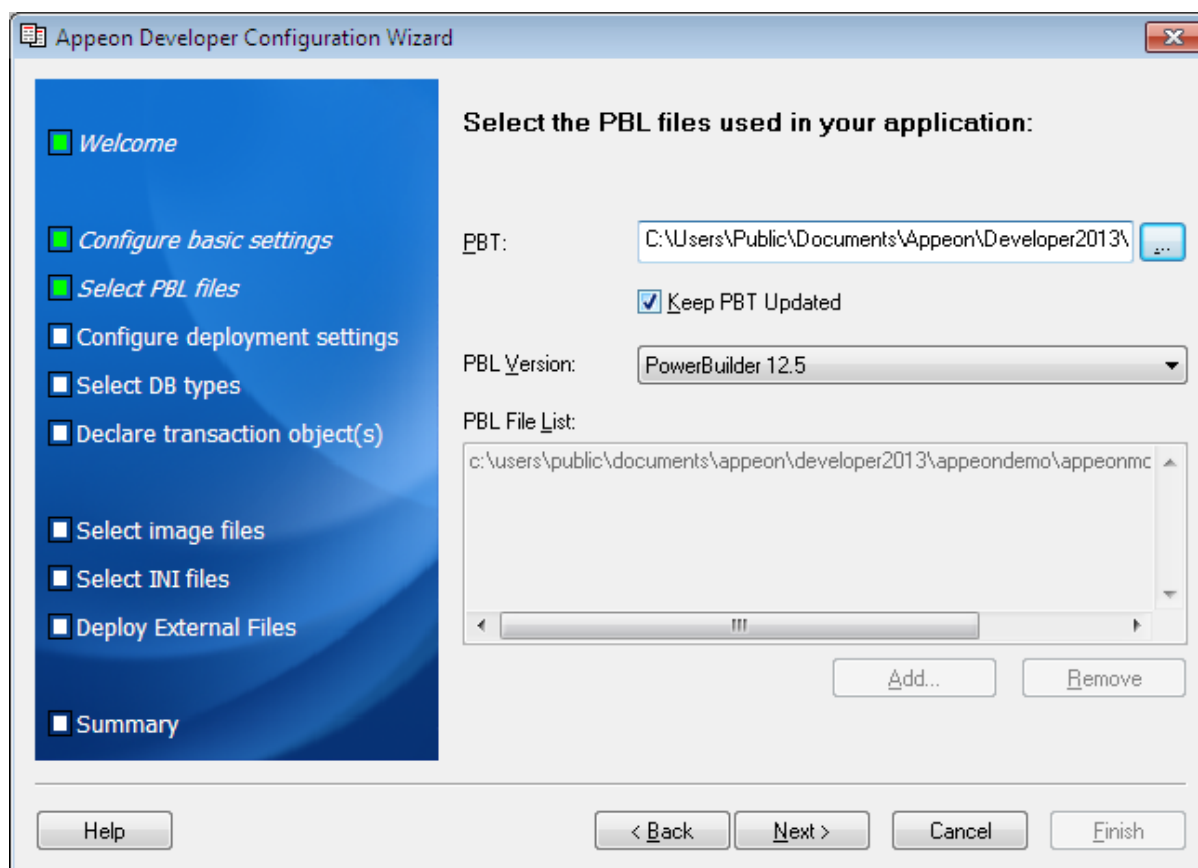 Appeon Developer Configuration Wizard
Welcome
Configure basic settings
Select PBL files
Configure deployment settings
Select DB types
Declare transaction object(s)
Select image files
Select INI files
Deploy External Files
Summary
Select the PBL files used in your application:
PBT:
C:\Users\Public\Documents\Appeon\Developer2013\
...
Keep PBT Updated
PBL Version:
PowerBuilder 12.5
PBL File List:
c:\users\public\documents\appeon\developer2013\appeondemo\appeonmo
Add...
Remove
Help
< Back
Next >
Cancel
Finish